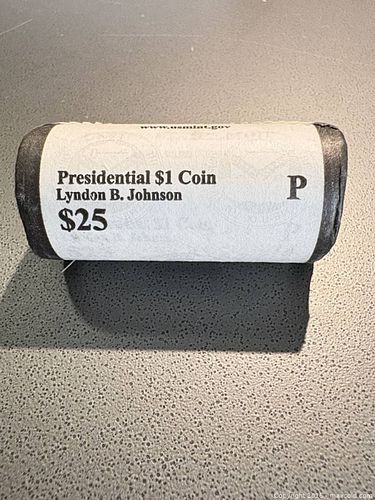 www.usmint.gov
Presidential $1 Coin
P
Lyndon B. Johnson
$25